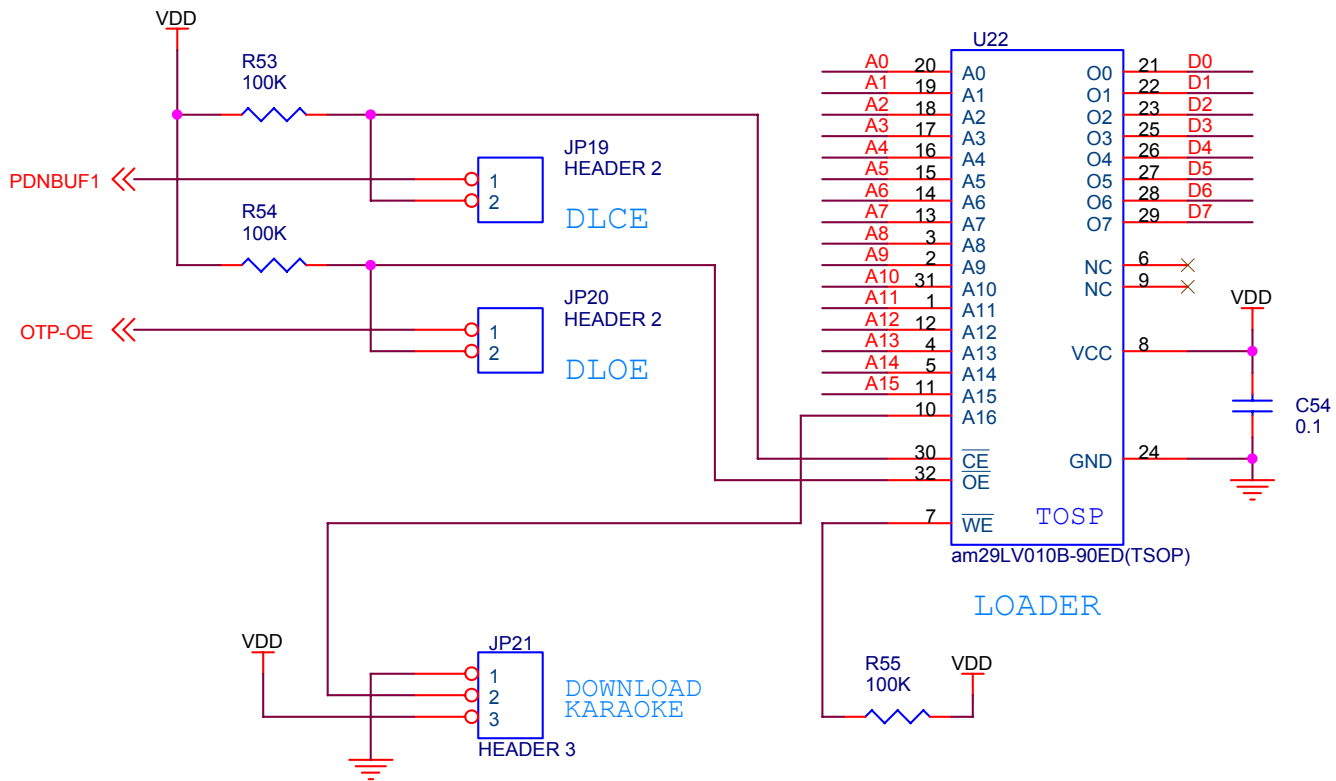 VDD
R53
100K
PDNBUF1
JP19
HEADER 2
1
2
DLCE
R54
100K
OTP-OE
JP20
HEADER 2
1
2
DLOE
VDD
JP21
1
2
3
HEADER 3
DOWNLOAD
KARAOKE
U22
A0 20 A0
A1 19 A1
A2 18 A2
A3 17 A3
A4 16 A4
A5 15 A5
A6 14 A6
A7 13 A7
A8 3 A8
A9 2 A9
A10 31 A10
A11 1 A11
A12 12 A12
A13 4 A13
A14 5 A14
A15 11 A15
10 A16
30 CE
32 OE
7 WE
O0 21 D0
O1 22 D1
O2 23 D2
O3 25 D3
O4 26 D4
O5 27 D5
O6 28 D6
O7 29 D7
NC 6
NC 9
VCC 8
GND 24
TOSP
am29LV010B-90ED(TSOP)
LOADER
VDD
C54
0.1
R55
100K
VDD